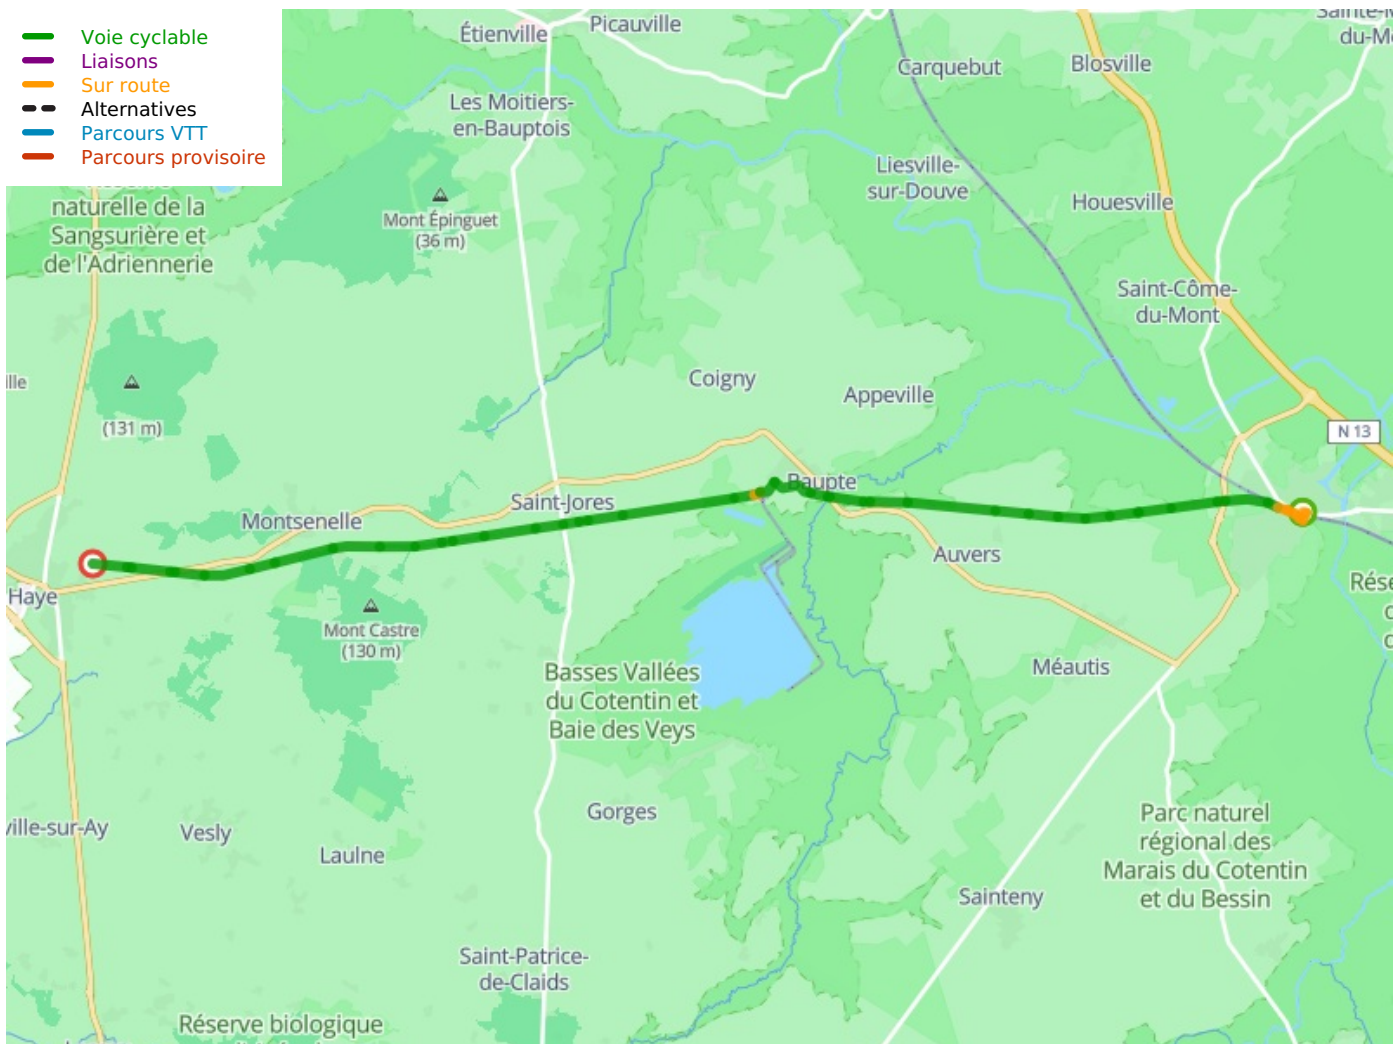 Voie cyclable
Liaisons
Sur route
Alternatives
Parcours VTT
Parcours provisoire
Étienville
Picauville
Carquebut
Blosville
Les Moitiers-
en-Bauptois
Liesville-
sur-Douve
Houesville
naturelle de la
Sangsurière et
de l'Adriennerie
Mont Épinguet
(36 m)
Saint-Côme-
du-Mont
ille
(131 m)
Coigny
Appeville
N 13
Baupte
Saint-Jores
Montsenelle
Auvers
Haye
Mont Castre
(130 m)
Basses Vallées
du Cotentin et
Baie des Veys
Méautis
Gorges
Parc naturel
régional des
Marais du Cotentin
et du Bessin
ville-sur-Ay
Vesly
Laulne
Sainteny
Saint-Patrice-
de-Claids
Réserve biologique